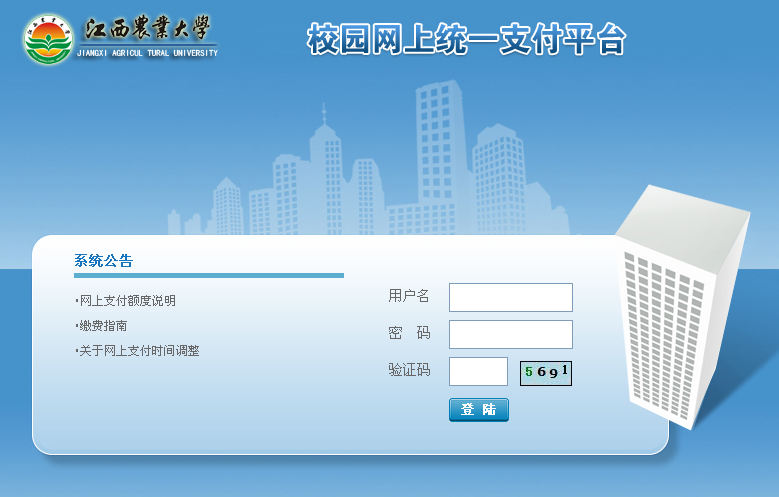 江西農業大學
JIANGXI AGRICUL TURAL UNIVERSITY
校园网上统一支付平台
系统公告
·网上支付额度说明
·缴费指南
·关于网上支付时间调整
用户名
密 码
验证码 5691
登 陆